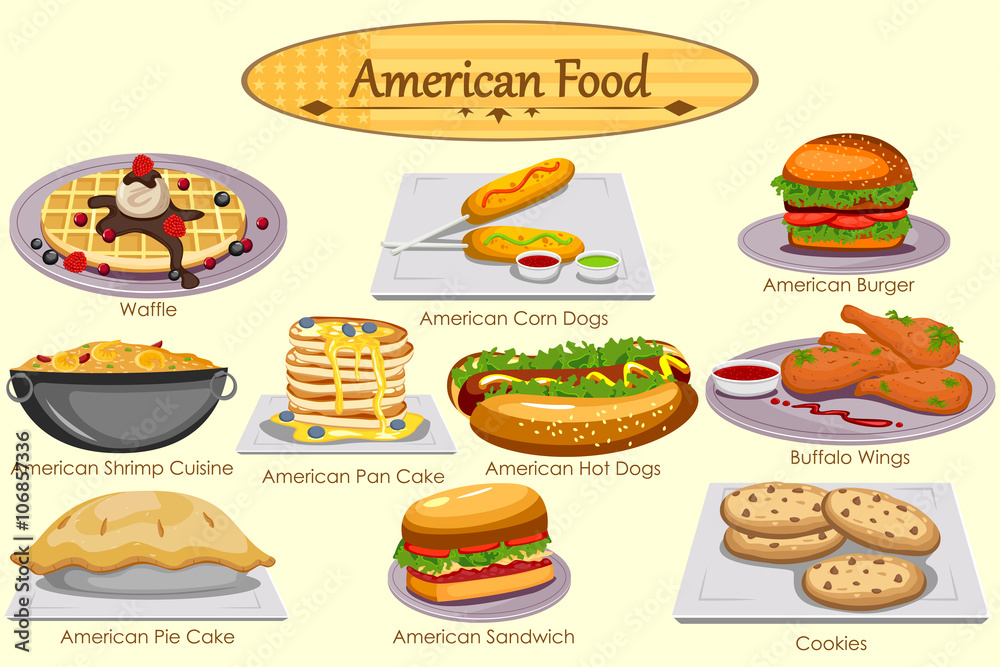 American Food
Waffle
American Corn Dogs
American Burger
American Shrimp Cuisine
American Pan Cake
American Hot Dogs
Buffalo Wings
American Pie Cake
American Sandwich
Cookies
Adobe Stock | #106857336